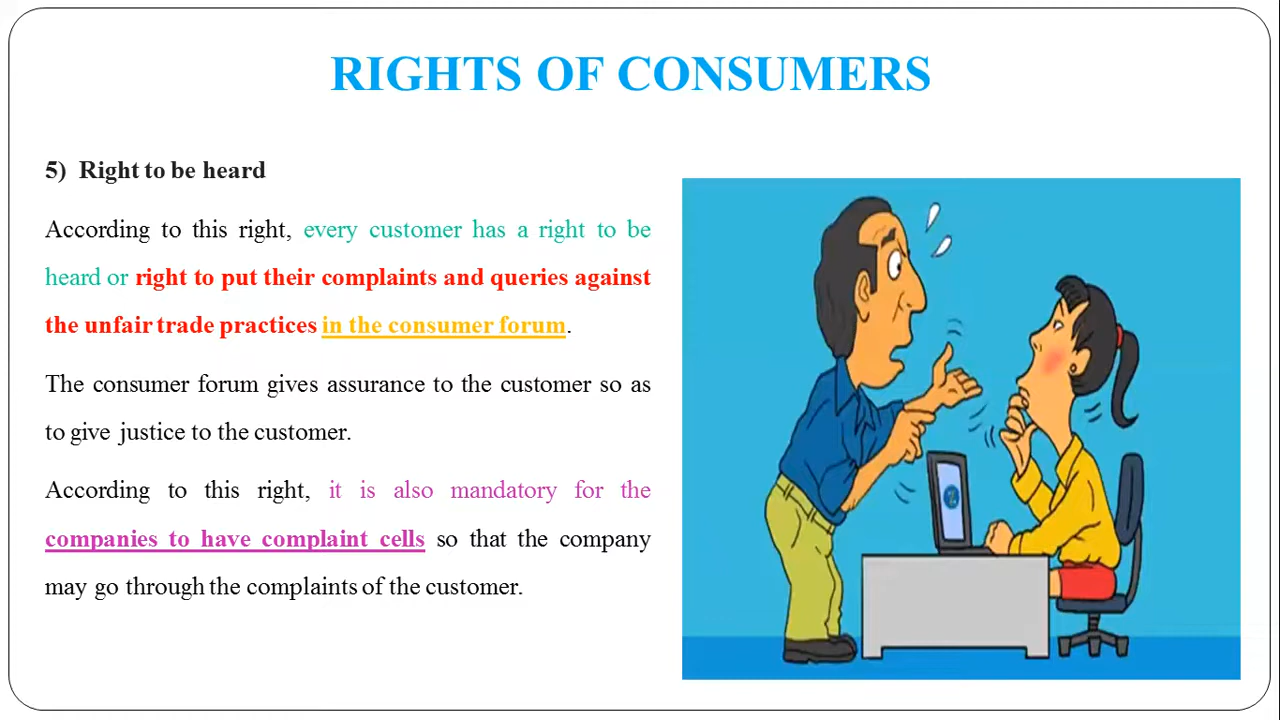 RIGHTS OF CONSUMERS
5) Right to be heard
According to this right, every customer has a right to be
heard or right to put their complaints and queries against
the unfair trade practices in the consumer forum.
The consumer forum gives assurance to the customer so as
to give justice to the customer.
According to this right, it is also mandatory for the
companies to have complaint cells so that the company
may go through the complaints of the customer.